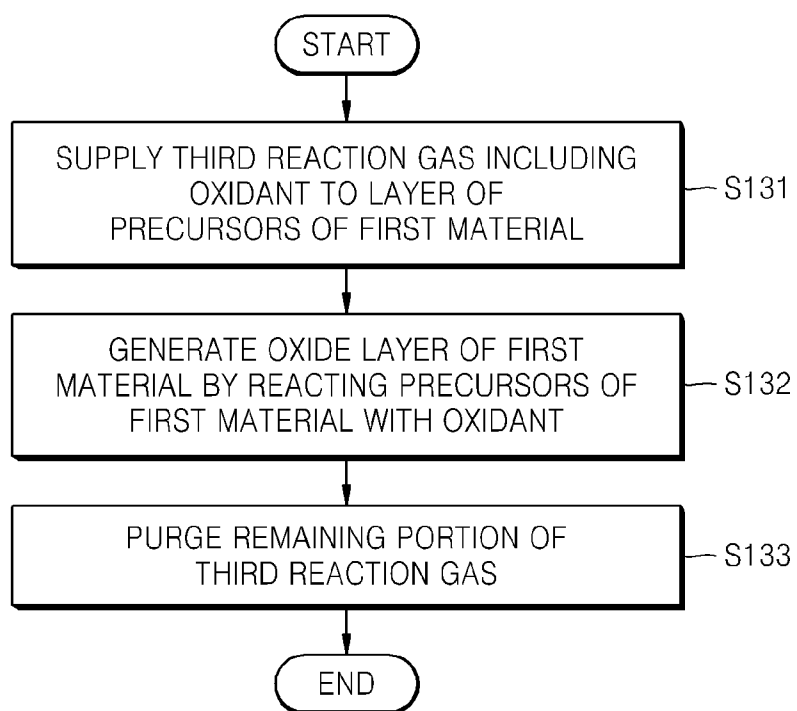 START
SUPPLY THIRD REACTION GAS INCLUDING
OXIDANT TO LAYER OF
PRECURSORS OF FIRST MATERIAL
S131
GENERATE OXIDE LAYER OF FIRST
MATERIAL BY REACTING PRECURSORS OF
FIRST MATERIAL WITH OXIDANT
S132
PURGE REMAINING PORTION OF
THIRD REACTION GAS
S133
END